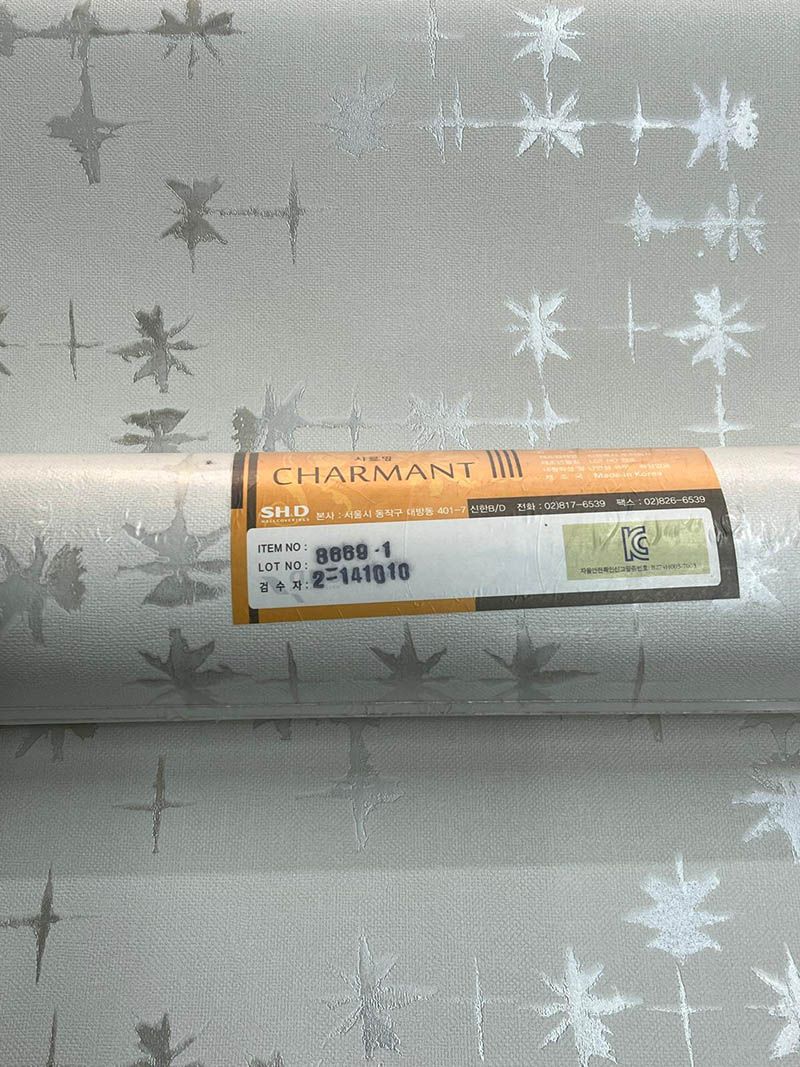 샤르망
CHARMANT
Made in Korea
SH.D
WALLCOVERINGS
본사 : 서울시 동작구 대방동 401-7 신한B/D 전화 : 02)817-6539 팩스 : 02)826-6539
ITEM NO : 8669-1
LOT NO : 2-141010
검 수 자 :